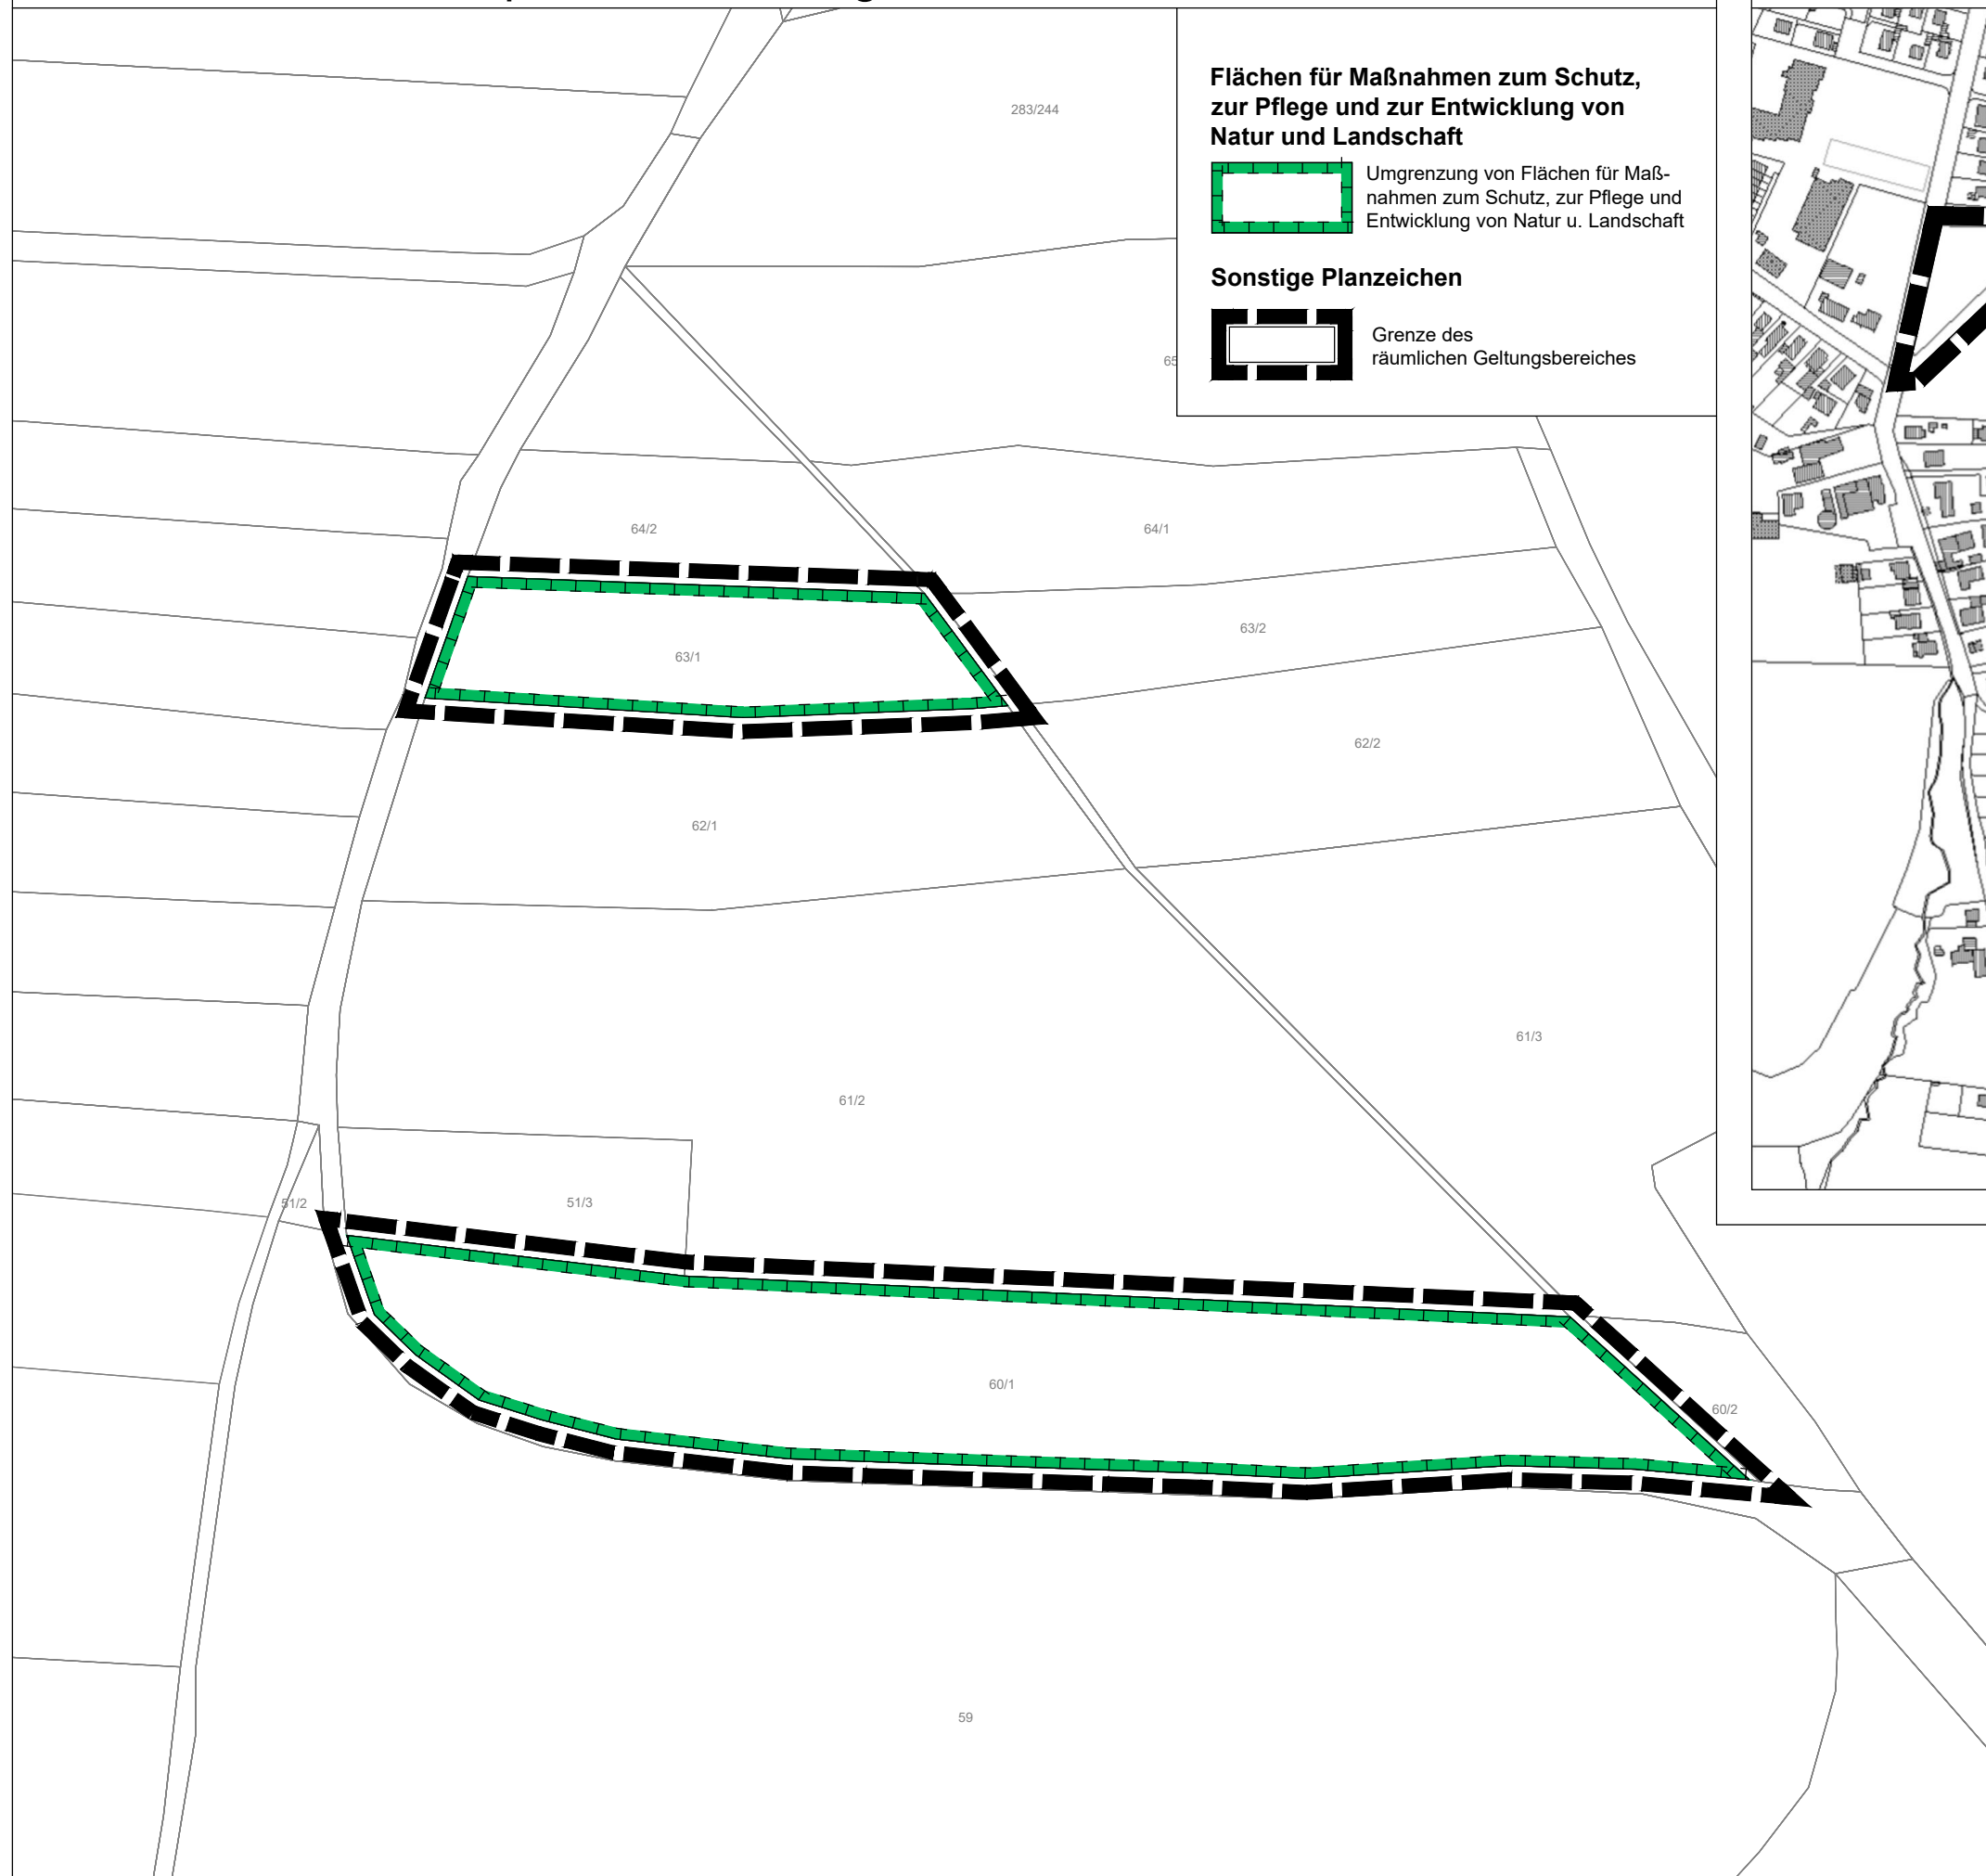 283/244
Flächen für Maßnahmen zum Schutz,
zur Pflege und zur Entwicklung von
Natur und Landschaft
Umgrenzung von Flächen für Maß-
nahmen zum Schutz, zur Pflege und
Entwicklung von Natur u. Landschaft
Sonstige Planzeichen
Grenze des
räumlichen Geltungsbereiches
64/2
64/1
63/2
63/1
62/2
62/1
61/3
61/2
51/2
51/3
60/1
60/2
59